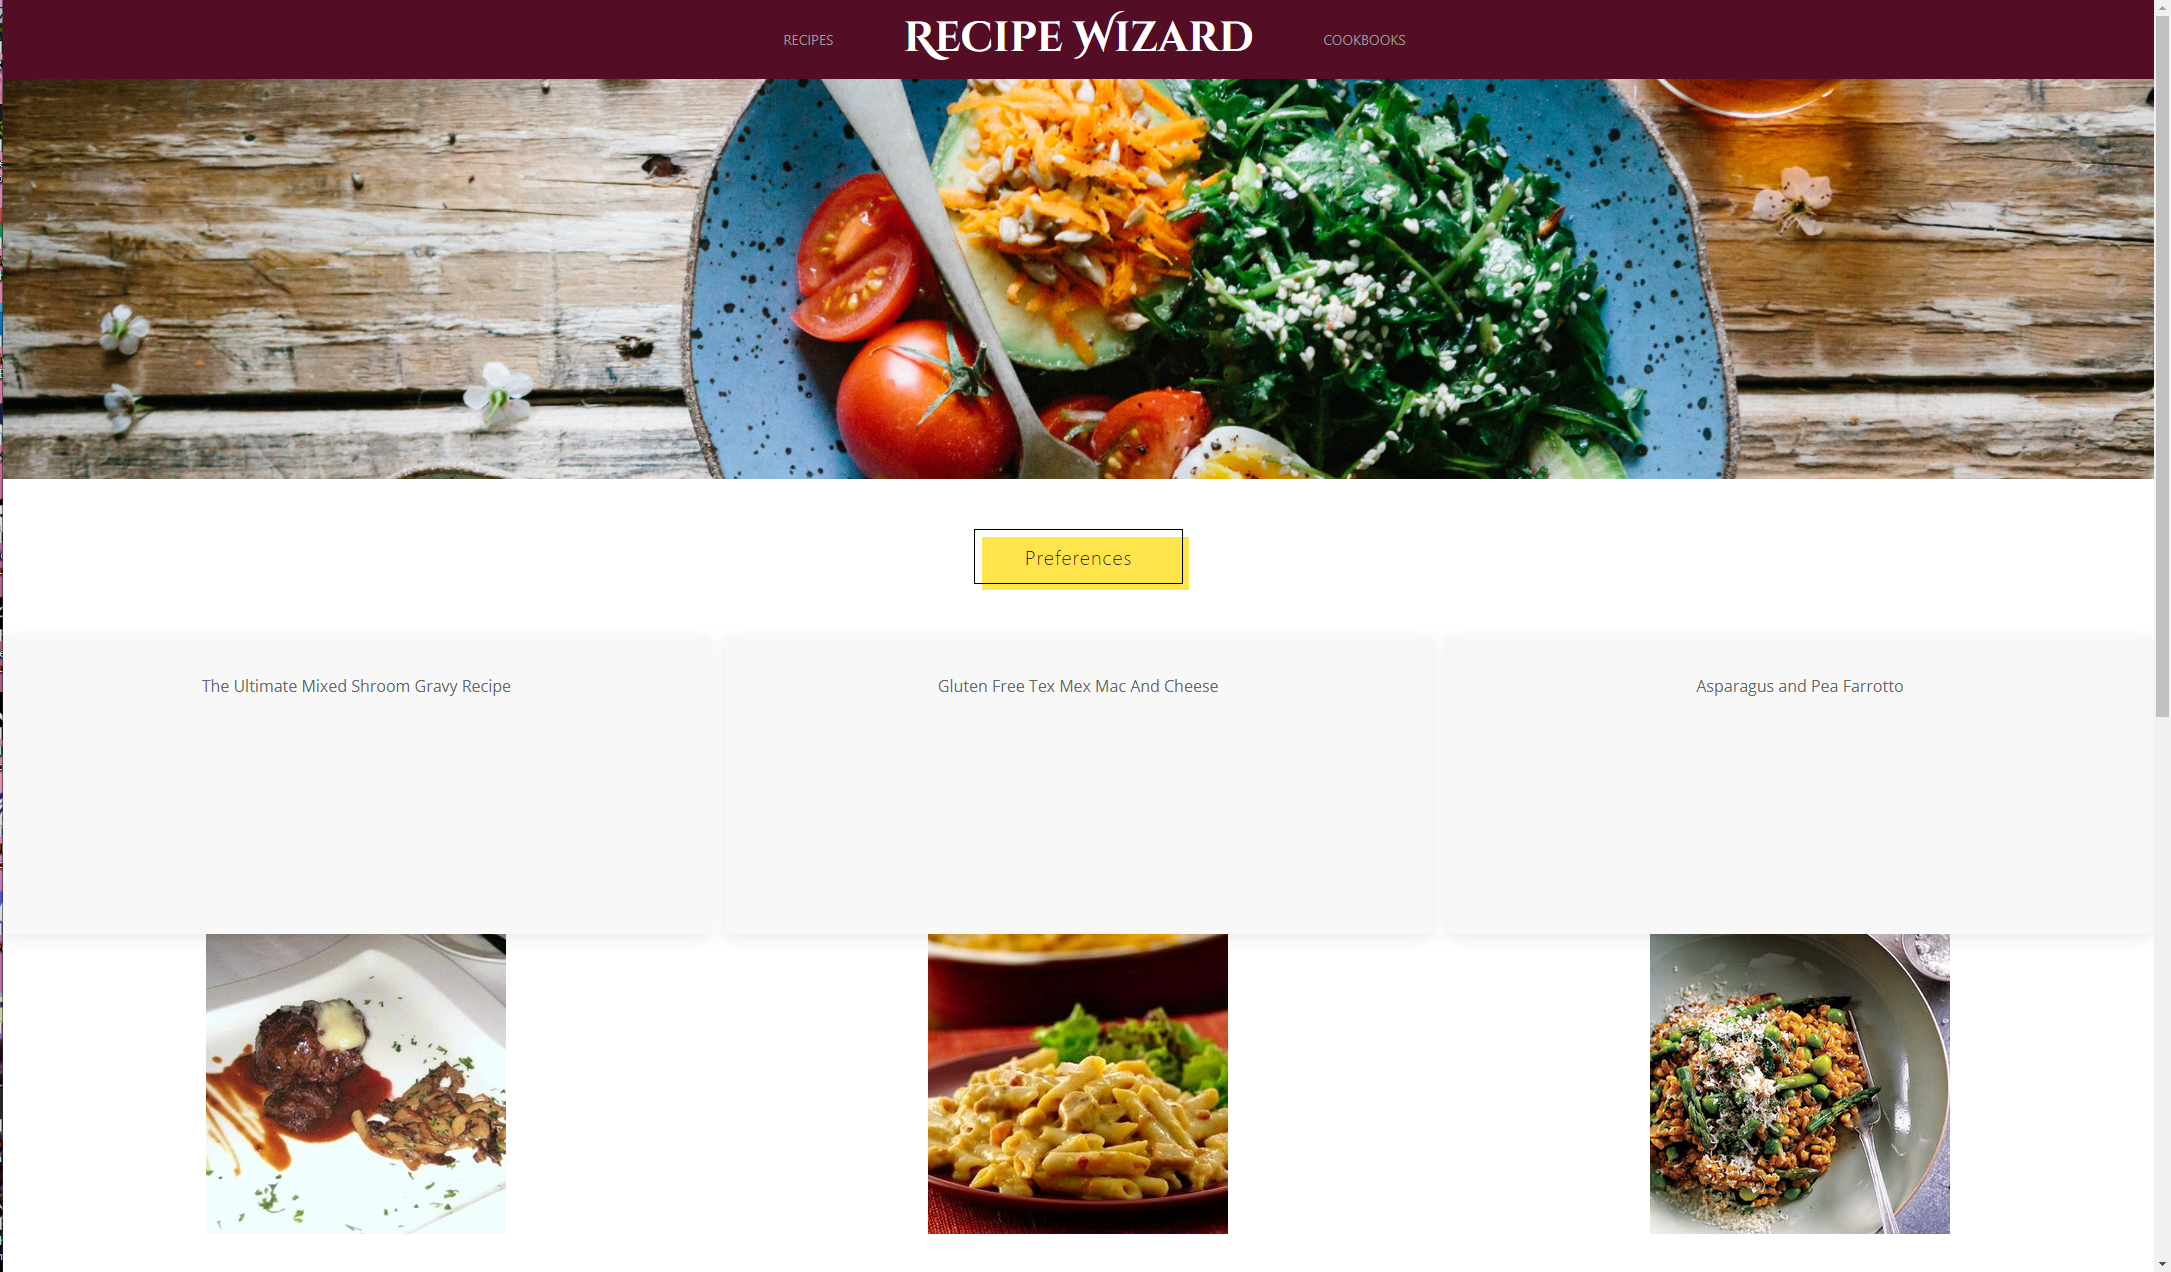 RECIPES
RECIPE WIZARD
COOKBOOKS
Preferences
The Ultimate Mixed Shroom Gravy Recipe
Gluten Free Tex Mex Mac And Cheese
Asparagus and Pea Farrotto